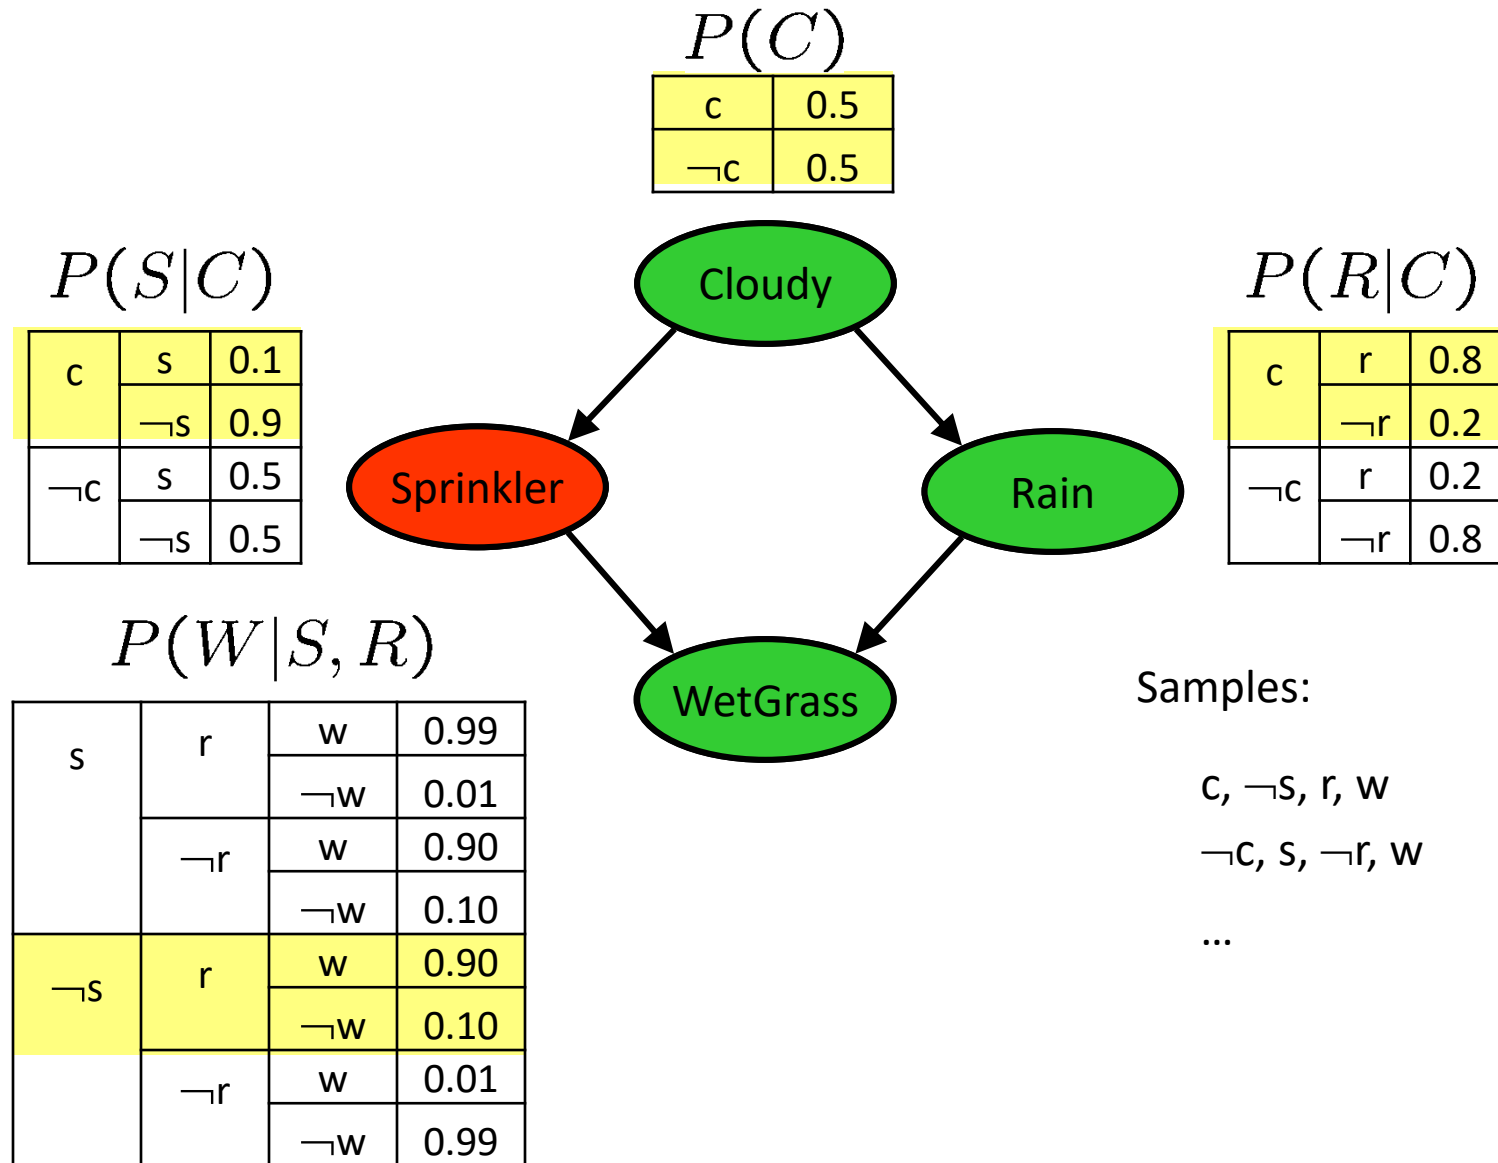 P(C)
c 0.5
¬c 0.5
P(S|C)
c s 0.1
¬s 0.9
¬c s 0.5
¬s 0.5
Cloudy
Sprinkler
Rain
WetGrass
P(R|C)
c r 0.8
¬r 0.2
¬c r 0.2
¬r 0.8
P(W|S, R)
s r w 0.99
¬w 0.01
¬r w 0.90
¬w 0.10
¬s r w 0.90
¬w 0.10
¬r w 0.01
¬w 0.99
Samples:
c, ¬s, r, w
¬c, s, ¬r, w
...